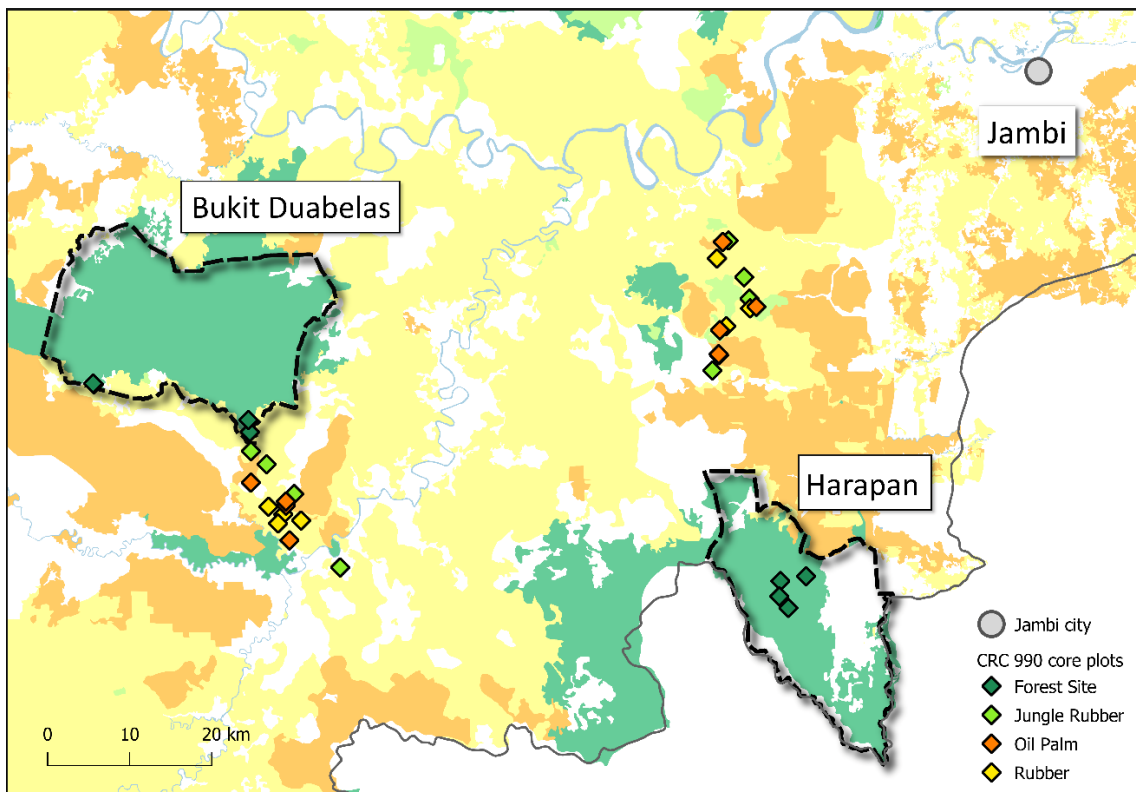 Jambi
Bukit Duabelas
Harapan
Jambi city
CRC 990 core plots
Forest Site
Jungle Rubber
Oil Palm
Rubber
0 10 20 km